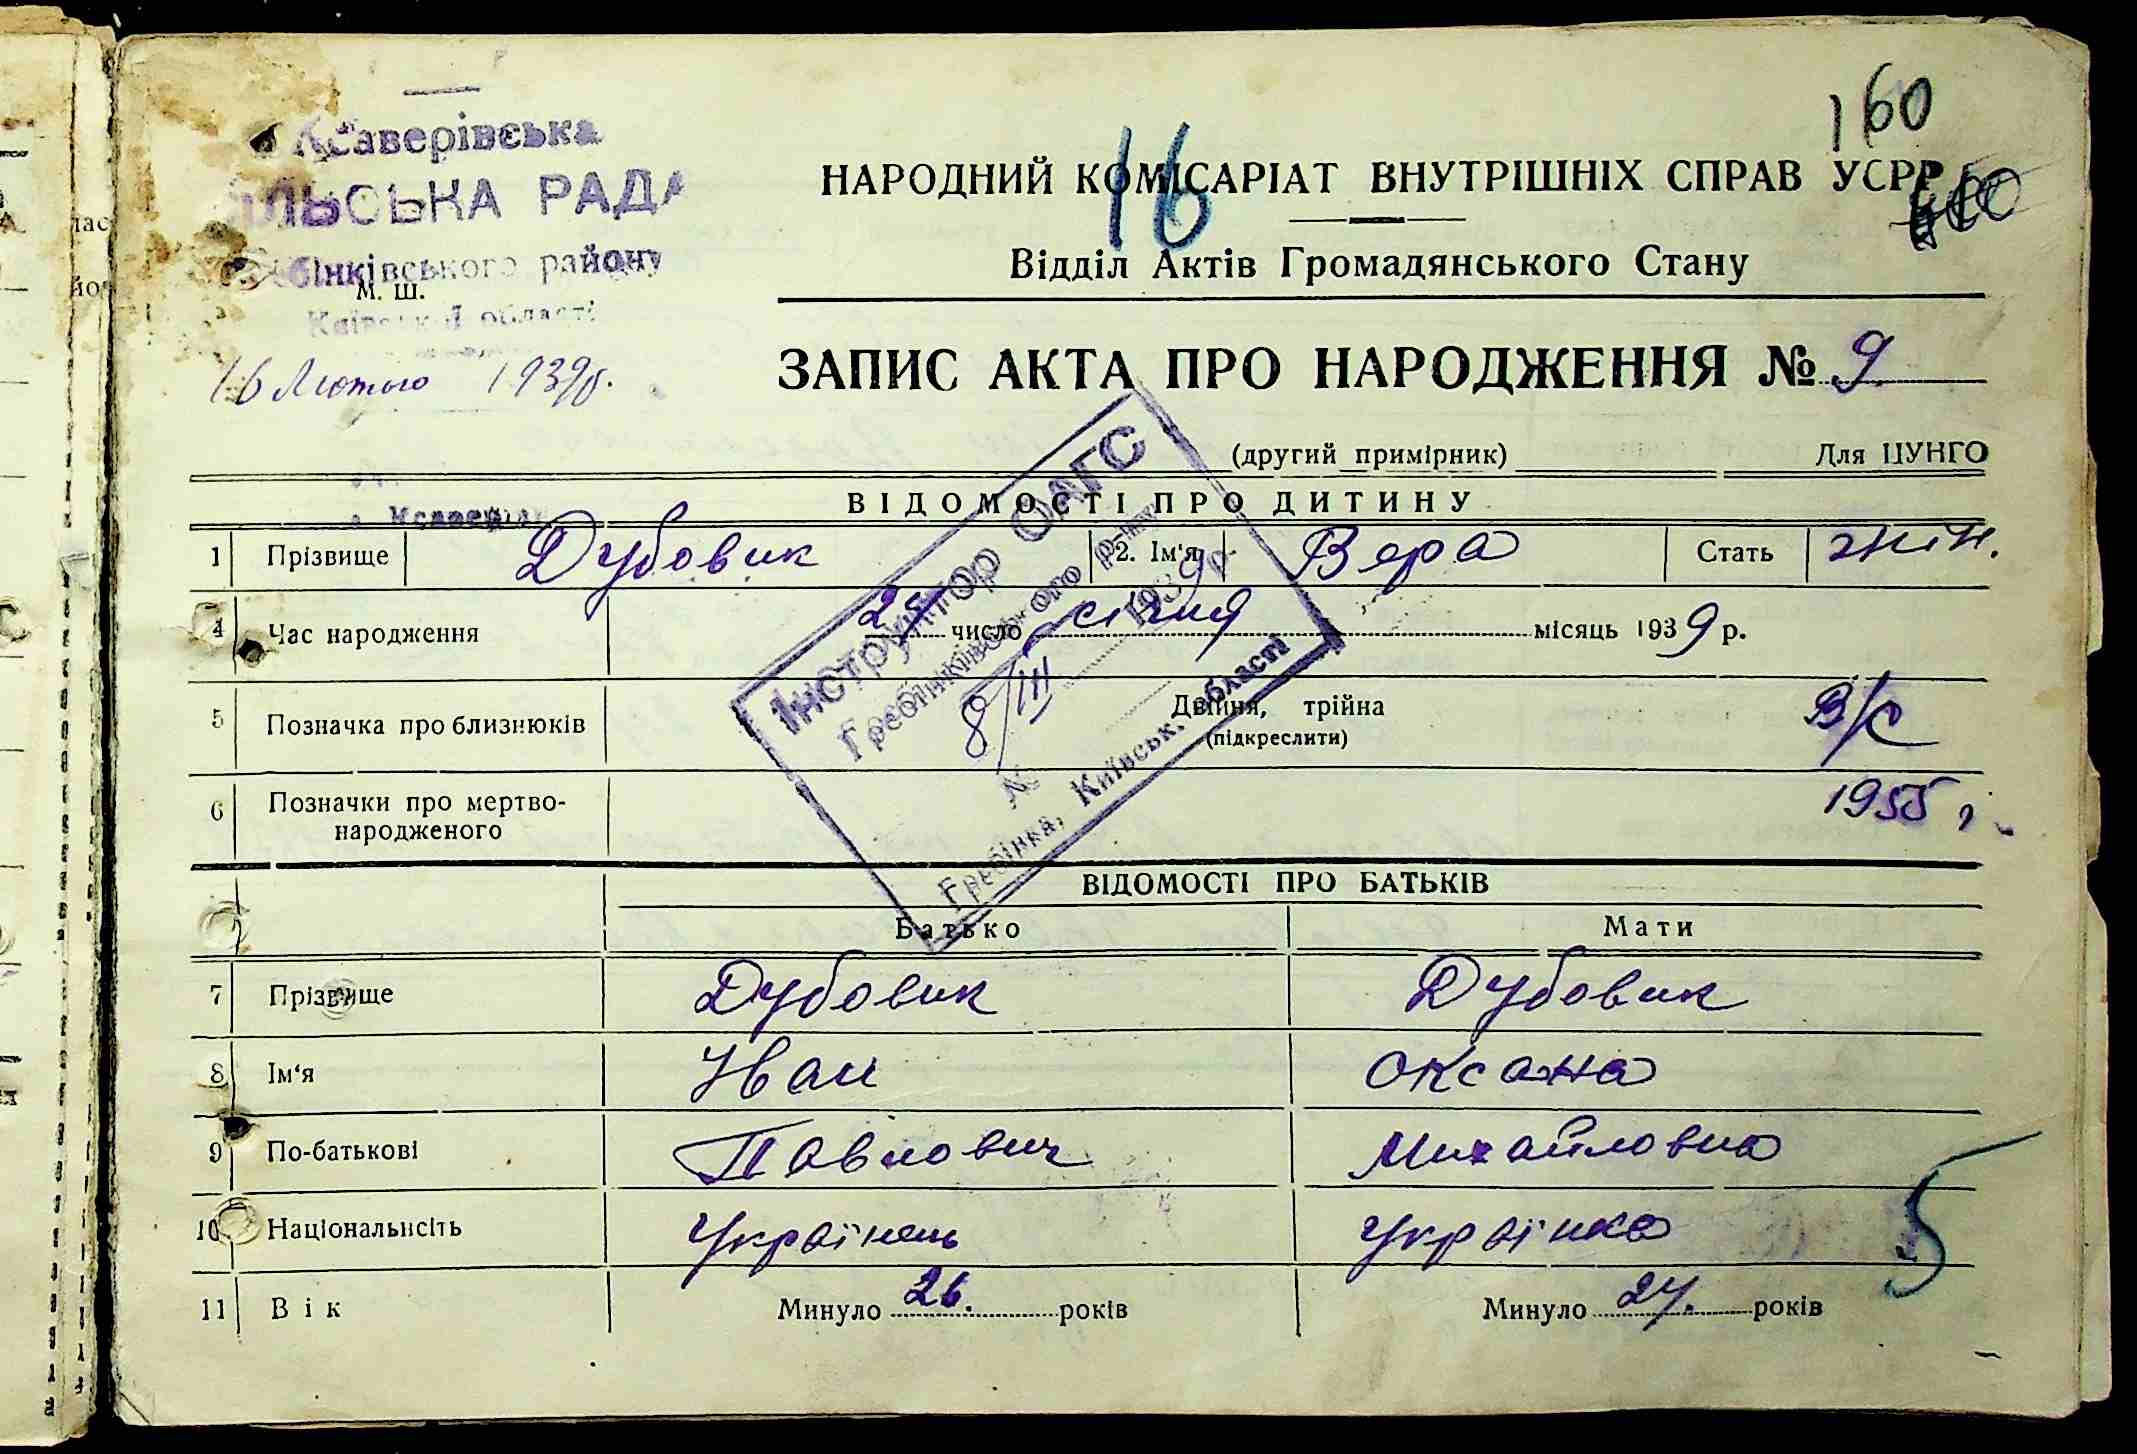 160
Ксаверівська
СІЛЬСЬКА РАДА
Гребінківського району
М. Ш.
Київської області
16 Лютого 1939р.
16
НАРОДНИЙ КОМІСАРІАТ ВНУТРІШНІХ СПРАВ УСРР
Відділ Актів Громадянського Стану
ЗАПИС АКТА ПРО НАРОДЖЕННЯ № 9
(другий примірник) Для ЦУНГО
ВІДОМОСТІ ПРО ДИТИНУ
1 Прізвище Дубовик 2. Ім'я Вера Стать жін.
4 Час народження число січня місяць 1939 р.
5 Позначка про близнюків Двійня, трійна В/С
(підкреслити)
6 Позначки про мертво-
народженого 1955 г.
Інструктор ОАГС
Гребінківського р-ну
8/III 1939 р.
№
Гребінка, Київськ. області
ВІДОМОСТІ ПРО БАТЬКІВ
Батько Мати
7 Прізвище Дубовик Дубовик
8 Ім'я Иван Оксана
9 По-батькові Павлович Михайловна
10 Національність Українець Українка
11 Вік Минуло 26. років Минуло 24. років
5